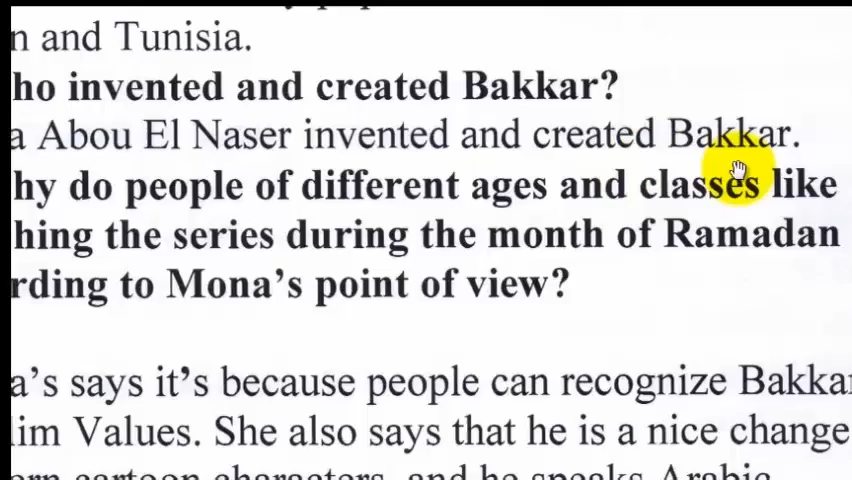 n and Tunisia.
ho invented and created Bakkar?
a Abou El Naser invented and created Bakkar.
hy do people of different ages and classes like
hing the series during the month of Ramadan
rding to Mona's point of view?
a's says it's because people can recognize Bakkar
lim Values. She also says that he is a nice change
ern cartoon characters, and he speaks Arabic